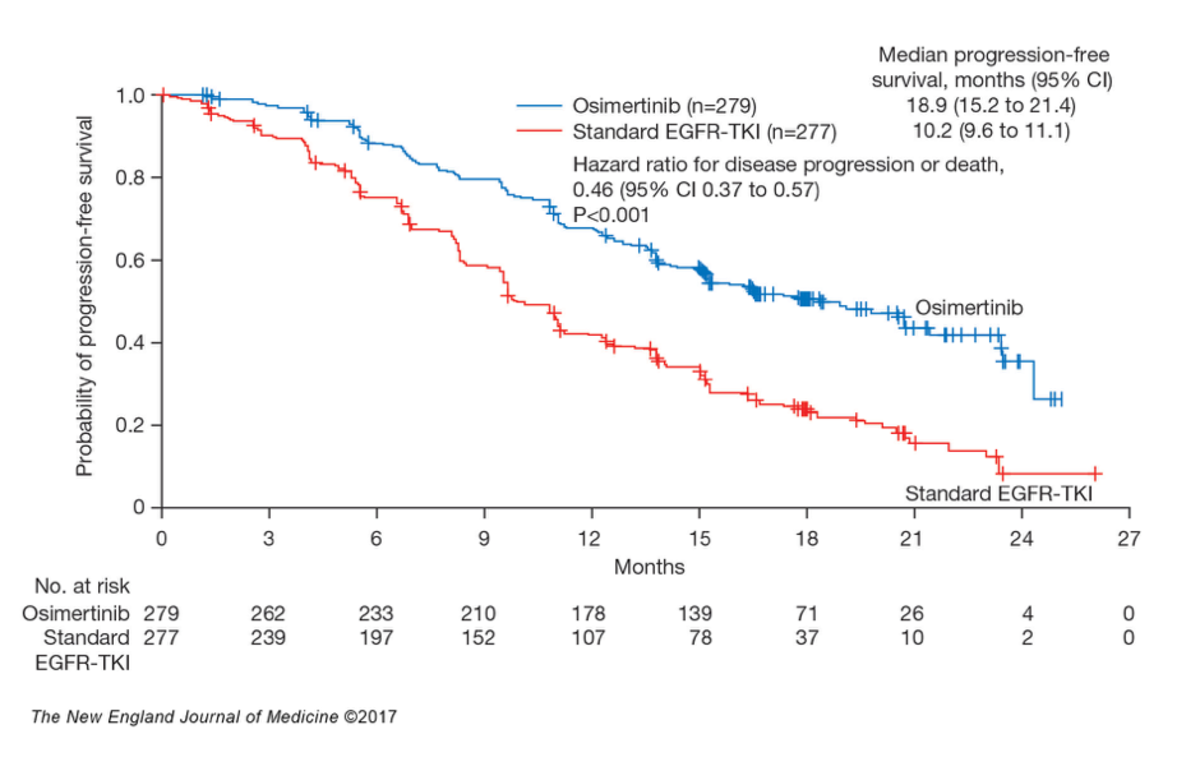 Median progression-free
survival, months (95% CI)
Osimertinib (n=279) 18.9 (15.2 to 21.4)
Standard EGFR-TKI (n=277) 10.2 (9.6 to 11.1)
Hazard ratio for disease progression or death,
0.46 (95% CI 0.37 to 0.57)
P<0.001
Probability of progression-free survival
1.0
0.8
0.6
0.4
0.2
0
Osimertinib
Standard EGFR-TKI
0 3 6 9 12 15 18 21 24 27
Months
No. at risk
Osimertinib 279 262 233 210 178 139 71 26 4 0
Standard 277 239 197 152 107 78 37 10 2 0
EGFR-TKI
The New England Journal of Medicine ©2017